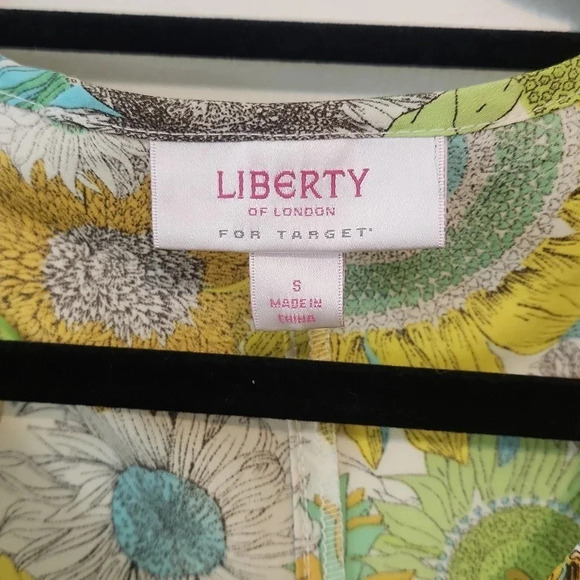 LIBERTY
OF LONDON
FOR TARGET
S
MADE IN
CHINA